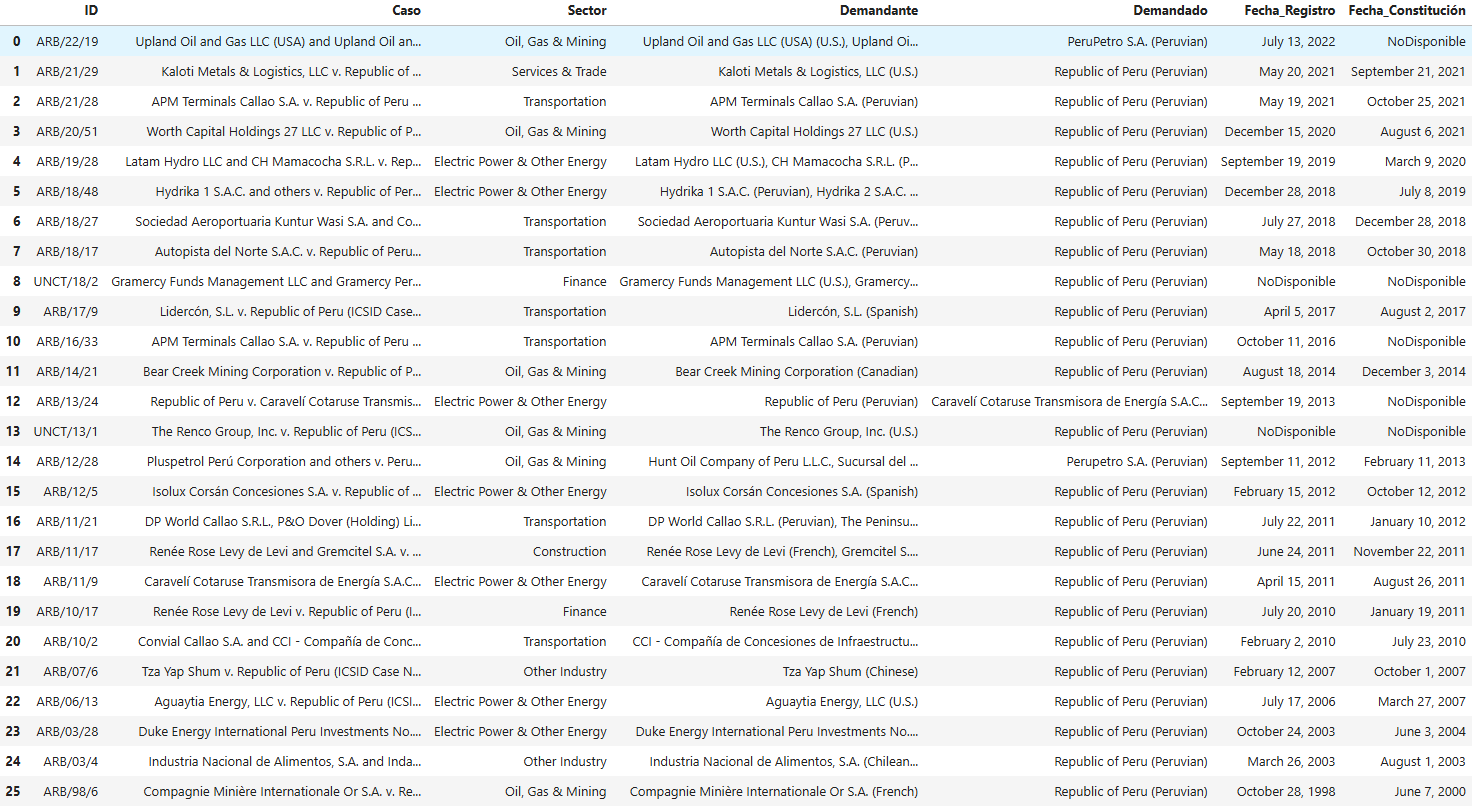 ID Caso Sector Demandante Demandado Fecha_Registro Fecha_Constitución
0 ARB/22/19 Upland Oil and Gas LLC (USA) and Upland Oil an... Oil, Gas & Mining Upland Oil and Gas LLC (USA) (U.S.), Upland Oi... PeruPetro S.A. (Peruvian) July 13, 2022 NoDisponible
1 ARB/21/29 Kaloti Metals & Logistics, LLC v. Republic of ... Services & Trade Kaloti Metals & Logistics, LLC (U.S.) Republic of Peru (Peruvian) May 20, 2021 September 21, 2021
2 ARB/21/28 APM Terminals Callao S.A. v. Republic of Peru ... Transportation APM Terminals Callao S.A. (Peruvian) Republic of Peru (Peruvian) May 19, 2021 October 25, 2021
3 ARB/20/51 Worth Capital Holdings 27 LLC v. Republic of P... Oil, Gas & Mining Worth Capital Holdings 27 LLC (U.S.) Republic of Peru (Peruvian) December 15, 2020 August 6, 2021
4 ARB/19/28 Latam Hydro LLC and CH Mamacocha S.R.L. v. Rep... Electric Power & Other Energy Latam Hydro LLC (U.S.), CH Mamacocha S.R.L. (P... Republic of Peru (Peruvian) September 19, 2019 March 9, 2020
5 ARB/18/48 Hydrika 1 S.A.C. and others v. Republic of Per... Electric Power & Other Energy Hydrika 1 S.A.C. (Peruvian), Hydrika 2 S.A.C. ... Republic of Peru (Peruvian) December 28, 2018 July 8, 2019
6 ARB/18/27 Sociedad Aeroportuaria Kuntur Wasi S.A. and Co... Transportation Sociedad Aeroportuaria Kuntur Wasi S.A. (Peruv... Republic of Peru (Peruvian) July 27, 2018 December 28, 2018
7 ARB/18/17 Autopista del Norte S.A.C. v. Republic of Peru... Transportation Autopista del Norte S.A.C. (Peruvian) Republic of Peru (Peruvian) May 18, 2018 October 30, 2018
8 UNCT/18/2 Gramercy Funds Management LLC and Gramercy Per... Finance Gramercy Funds Management LLC (U.S.), Gramercy... Republic of Peru (Peruvian) NoDisponible NoDisponible
9 ARB/17/9 Lidercón, S.L. v. Republic of Peru (ICSID Case... Transportation Lidercón, S.L. (Spanish) Republic of Peru (Peruvian) April 5, 2017 August 2, 2017
10 ARB/16/33 APM Terminals Callao S.A. v. Republic of Peru ... Transportation APM Terminals Callao S.A. (Peruvian) Republic of Peru (Peruvian) October 11, 2016 NoDisponible
11 ARB/14/21 Bear Creek Mining Corporation v. Republic of P... Oil, Gas & Mining Bear Creek Mining Corporation (Canadian) Republic of Peru (Peruvian) August 18, 2014 December 3, 2014
12 ARB/13/24 Republic of Peru v. Caravelí Cotaruse Transmis... Electric Power & Other Energy Republic of Peru (Peruvian) Caravelí Cotaruse Transmisora de Energía S.A.C... September 19, 2013 NoDisponible
13 UNCT/13/1 The Renco Group, Inc. v. Republic of Peru (ICS... Oil, Gas & Mining The Renco Group, Inc. (U.S.) Republic of Peru (Peruvian) NoDisponible NoDisponible
14 ARB/12/28 Pluspetrol Perú Corporation and others v. Peru... Oil, Gas & Mining Hunt Oil Company of Peru L.L.C., Sucursal del ... Perupetro S.A. (Peruvian) September 11, 2012 February 11, 2013
15 ARB/12/5 Isolux Corsán Concesiones S.A. v. Republic of ... Electric Power & Other Energy Isolux Corsán Concesiones S.A. (Spanish) Republic of Peru (Peruvian) February 15, 2012 October 12, 2012
16 ARB/11/21 DP World Callao S.R.L., P&O Dover (Holding) Li... Transportation DP World Callao S.R.L. (Peruvian), The Peninsu... Republic of Peru (Peruvian) July 22, 2011 January 10, 2012
17 ARB/11/17 Renée Rose Levy de Levi and Gremcitel S.A. v. ... Construction Renée Rose Levy de Levi (French), Gremcitel S.... Republic of Peru (Peruvian) June 24, 2011 November 22, 2011
18 ARB/11/9 Caravelí Cotaruse Transmisora de Energía S.A.C... Electric Power & Other Energy Caravelí Cotaruse Transmisora de Energía S.A.C... Republic of Peru (Peruvian) April 15, 2011 August 26, 2011
19 ARB/10/17 Renée Rose Levy de Levi v. Republic of Peru (I... Finance Renée Rose Levy de Levi (French) Republic of Peru (Peruvian) July 20, 2010 January 19, 2011
20 ARB/10/2 Convial Callao S.A. and CCI - Compañía de Conc... Transportation CCI - Compañía de Concesiones de Infraestructu... Republic of Peru (Peruvian) February 2, 2010 July 23, 2010
21 ARB/07/6 Tza Yap Shum v. Republic of Peru (ICSID Case N... Other Industry Tza Yap Shum (Chinese) Republic of Peru (Peruvian) February 12, 2007 October 1, 2007
22 ARB/06/13 Aguaytia Energy, LLC v. Republic of Peru (ICSI... Electric Power & Other Energy Aguaytia Energy, LLC (U.S.) Republic of Peru (Peruvian) July 17, 2006 March 27, 2007
23 ARB/03/28 Duke Energy International Peru Investments No.... Electric Power & Other Energy Duke Energy International Peru Investments No.... Republic of Peru (Peruvian) October 24, 2003 June 3, 2004
24 ARB/03/4 Industria Nacional de Alimentos, S.A. and Inda... Other Industry Industria Nacional de Alimentos, S.A. (Chilean... Republic of Peru (Peruvian) March 26, 2003 August 1, 2003
25 ARB/98/6 Compagnie Minière Internationale Or S.A. v. Re... Oil, Gas & Mining Compagnie Minière Internationale Or S.A. (French) Republic of Peru (Peruvian) October 28, 1998 June 7, 2000